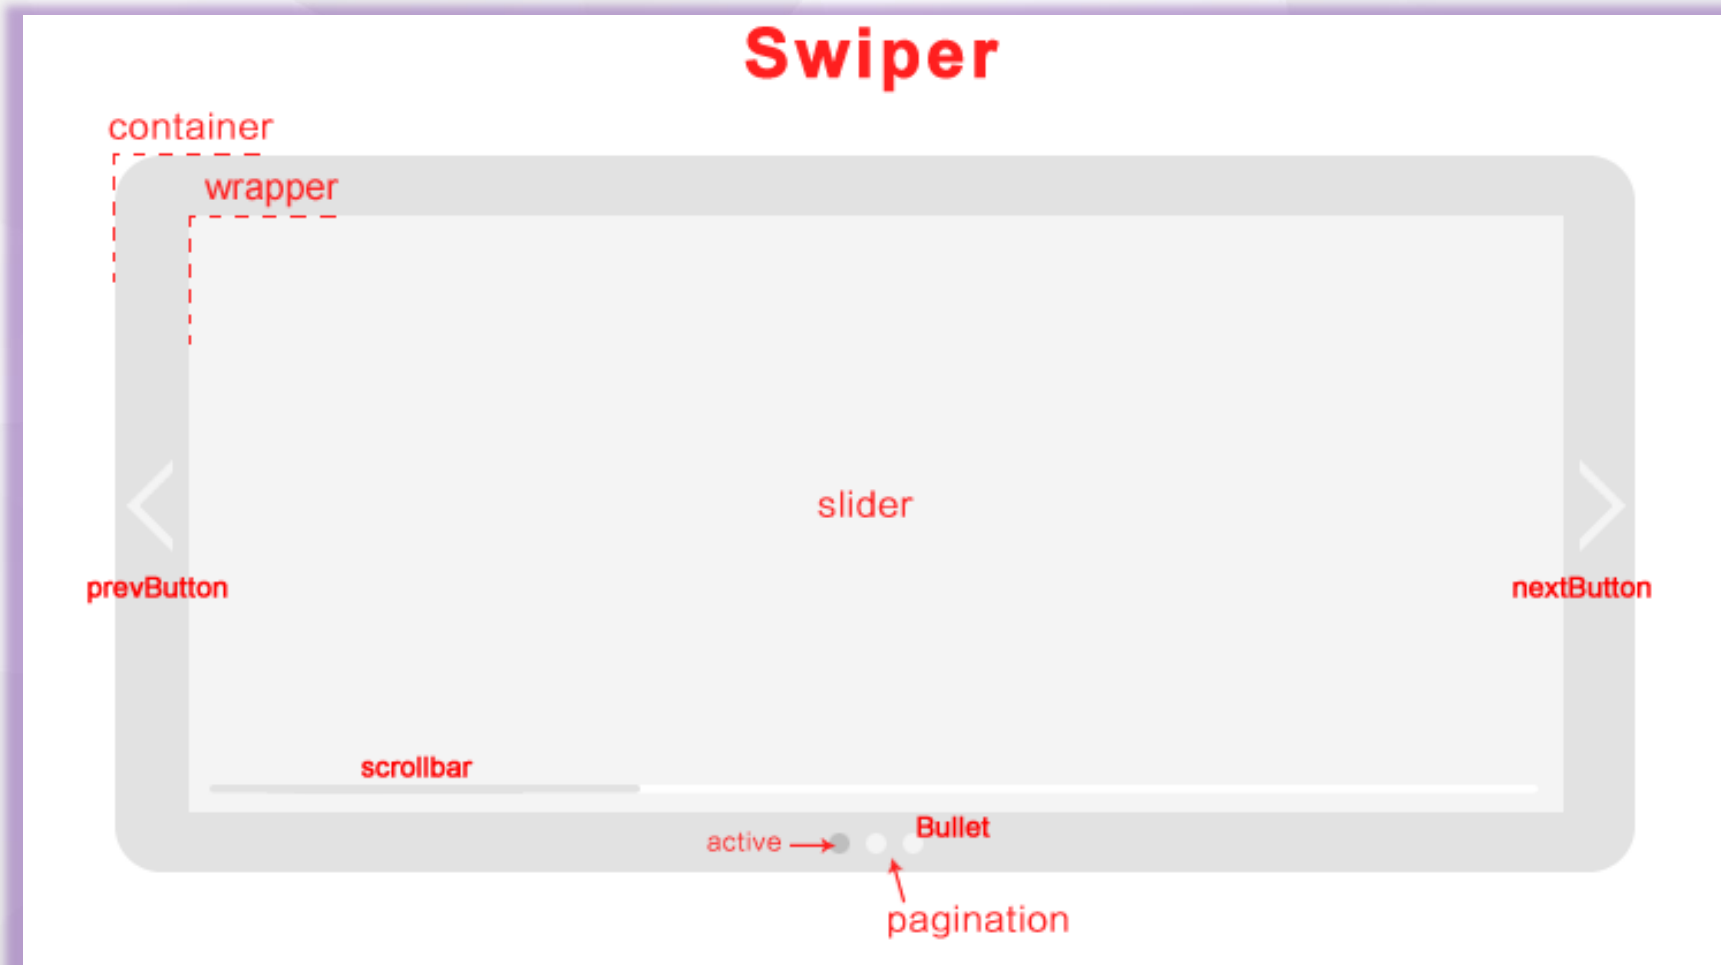 Swiper
container
wrapper
slider
prevButton
nextButton
scrollbar
Bullet
active
pagination